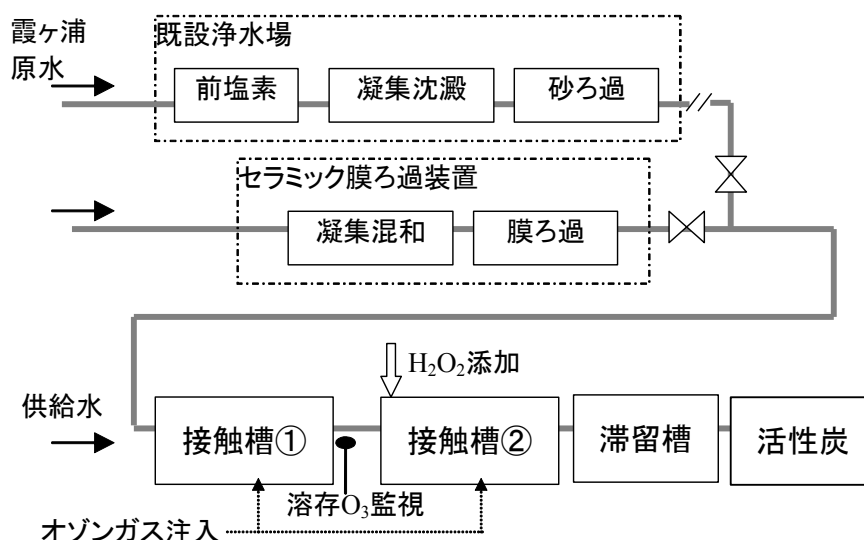 霞ヶ浦
原水
既設浄水場
前塩素
凝集沈澱
砂ろ過
セラミック膜ろ過装置
凝集混和
膜ろ過
H₂O₂添加
供給水
接触槽①
接触槽②
滞留槽
活性炭
溶存O₃監視
オゾンガス注入